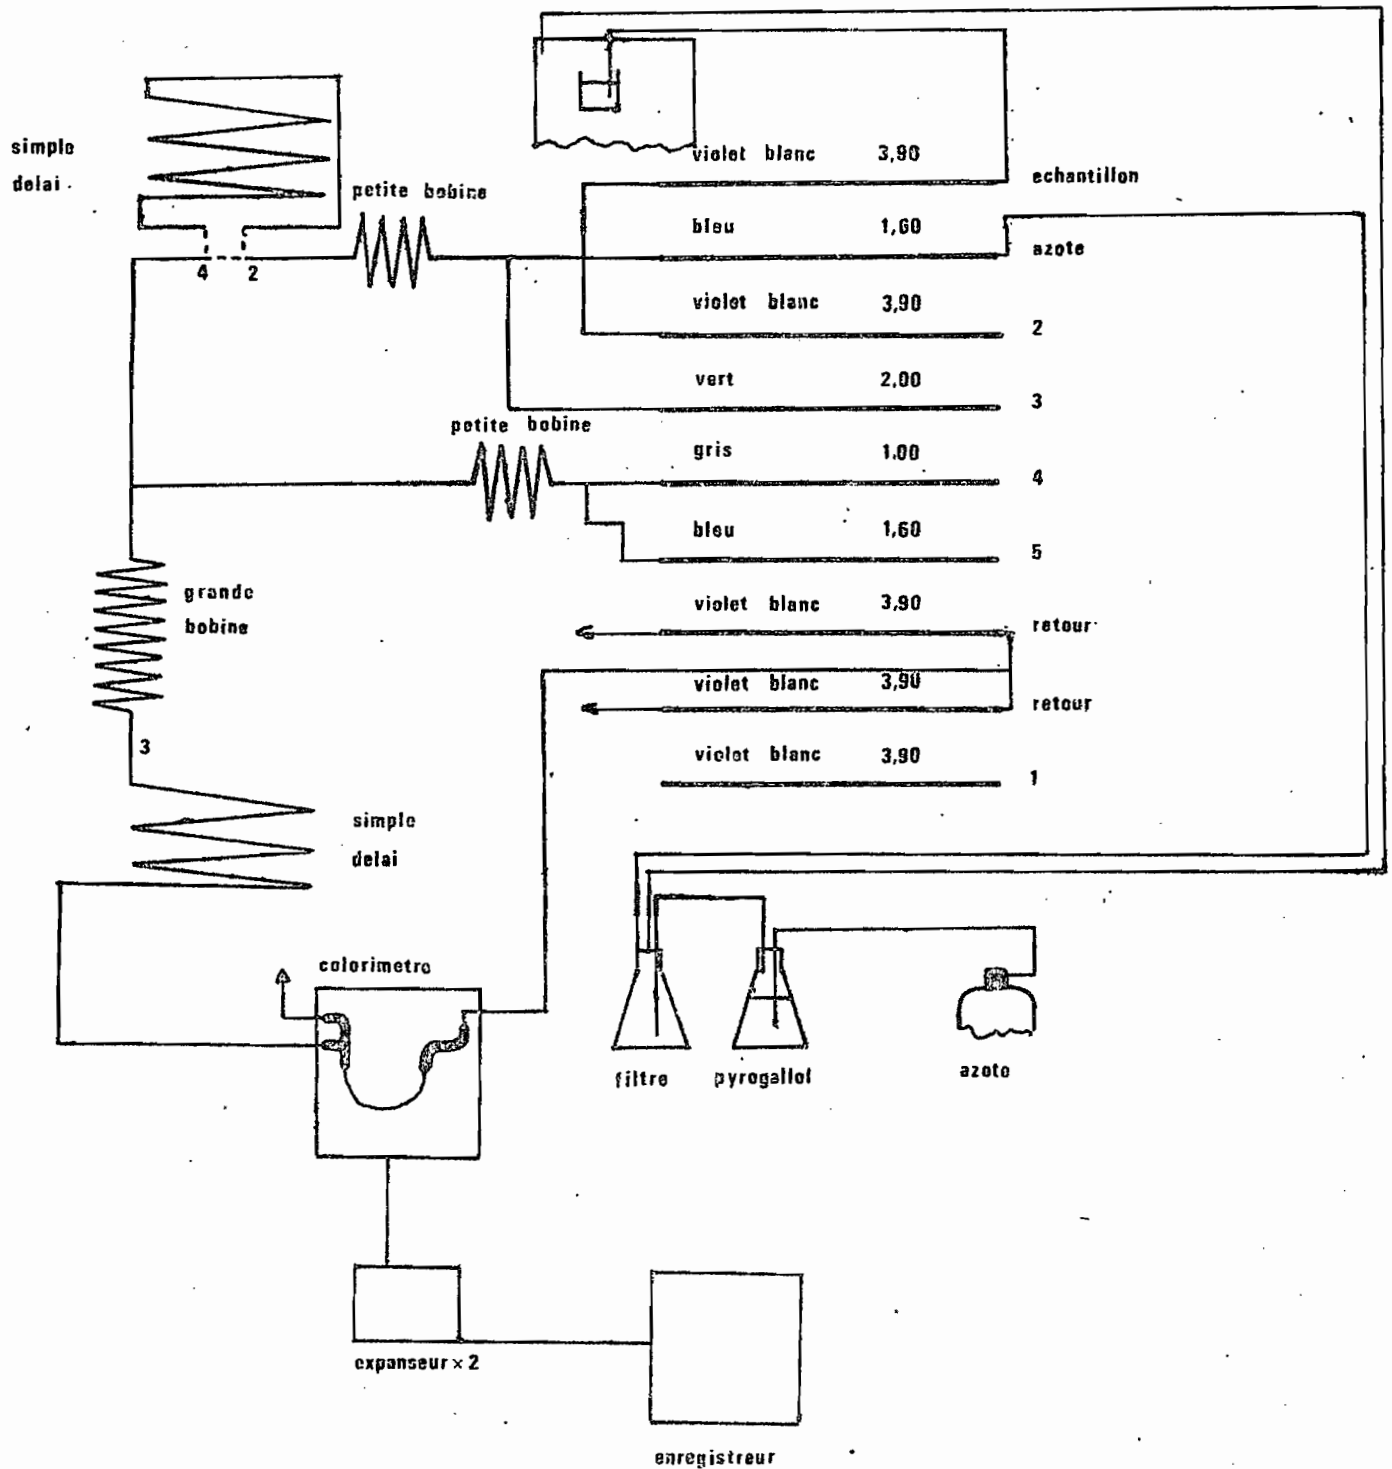 simple
delai
petite bobine
4 2
violet blanc 3,90
echantillon
bleu 1,60
azote
violet blanc 3,90
2
vert 2,00
3
petite bobine
gris 1,00
4
bleu 1,60
5
grande
bobine
violet blanc 3,90
retour
violet blanc 3,90
retour
3
violet blanc 3,90
1
simple
delai
colorimetre
filtre
pyrogallol
azote
expanseur × 2
enregistreur